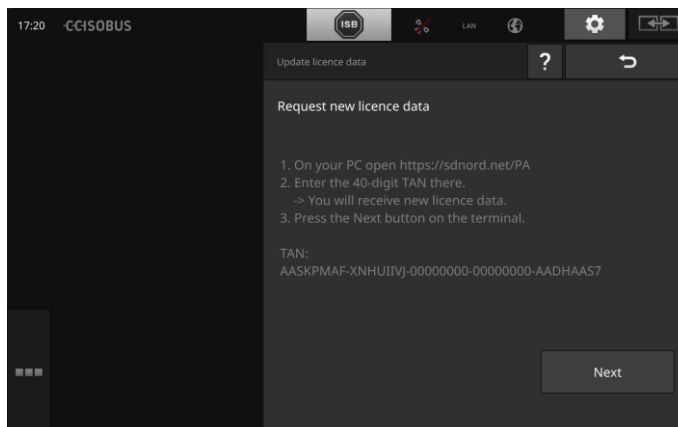 17:20
CCISOBUS
ISB
LAN
Update licence data
?
Request new licence data
1. On your PC open https://sdnord.net/PA
2. Enter the 40-digit TAN there.
-> You will receive new licence data.
3. Press the Next button on the terminal.
TAN:
AASKPMAF-XNHUIIVJ-00000000-00000000-AADHAAS7
Next